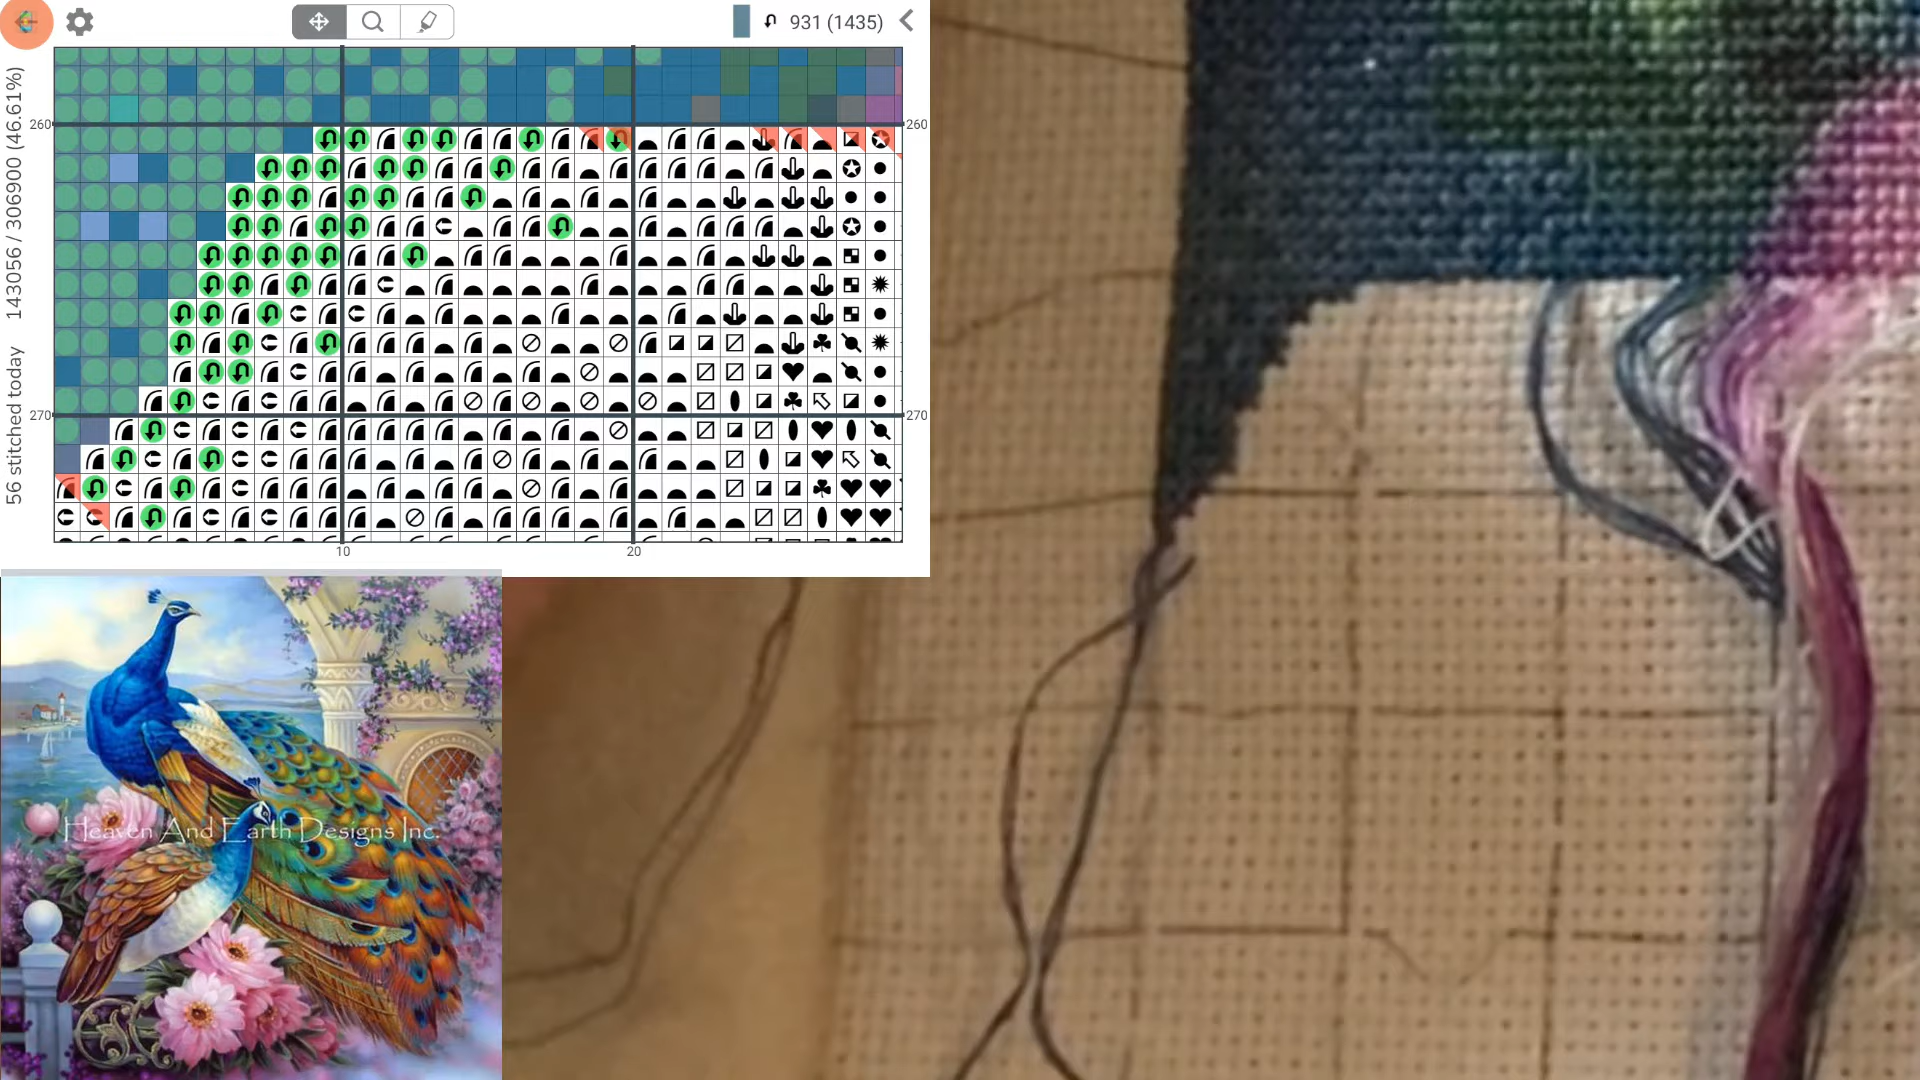 931 (1435)
56 stitched today 143056 / 306900 (46.61%)
260 260
270 270
10 20
Heaven And Earth Designs Inc.